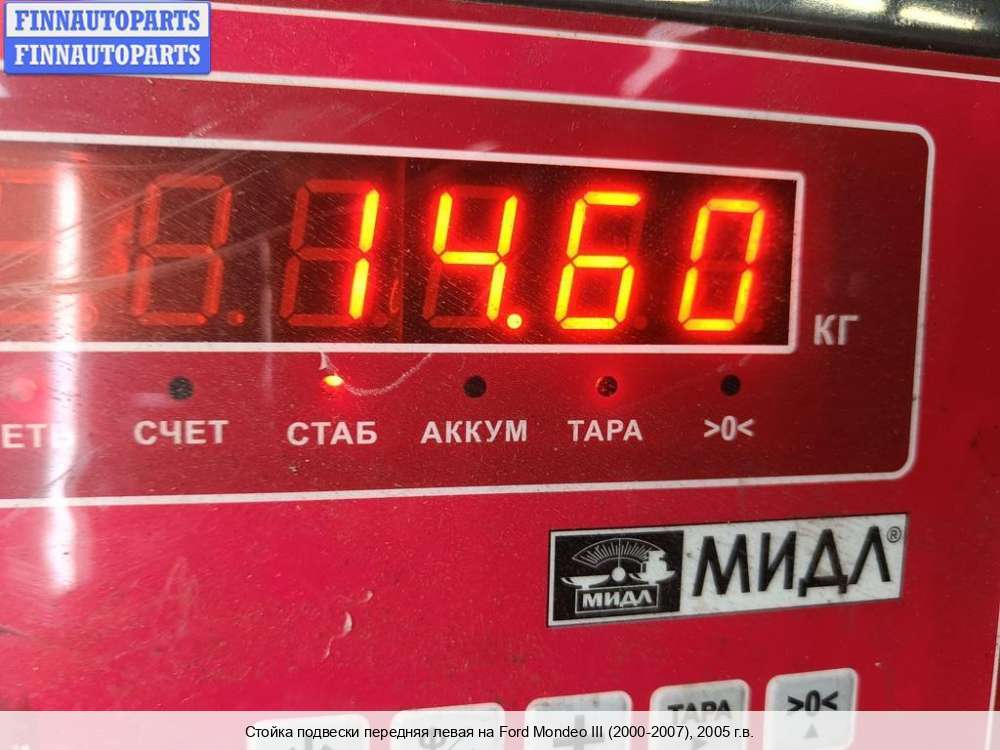 FINNAUTOPARTS
FINNAUTOPARTS
14.60
КГ
СЧЕТ СТАБ АККУМ ТАРА >0<
МИДЛ МИДЛ®
ТАРА >0<
Стойка подвески передняя левая на Ford Mondeo III (2000-2007), 2005 г.в.